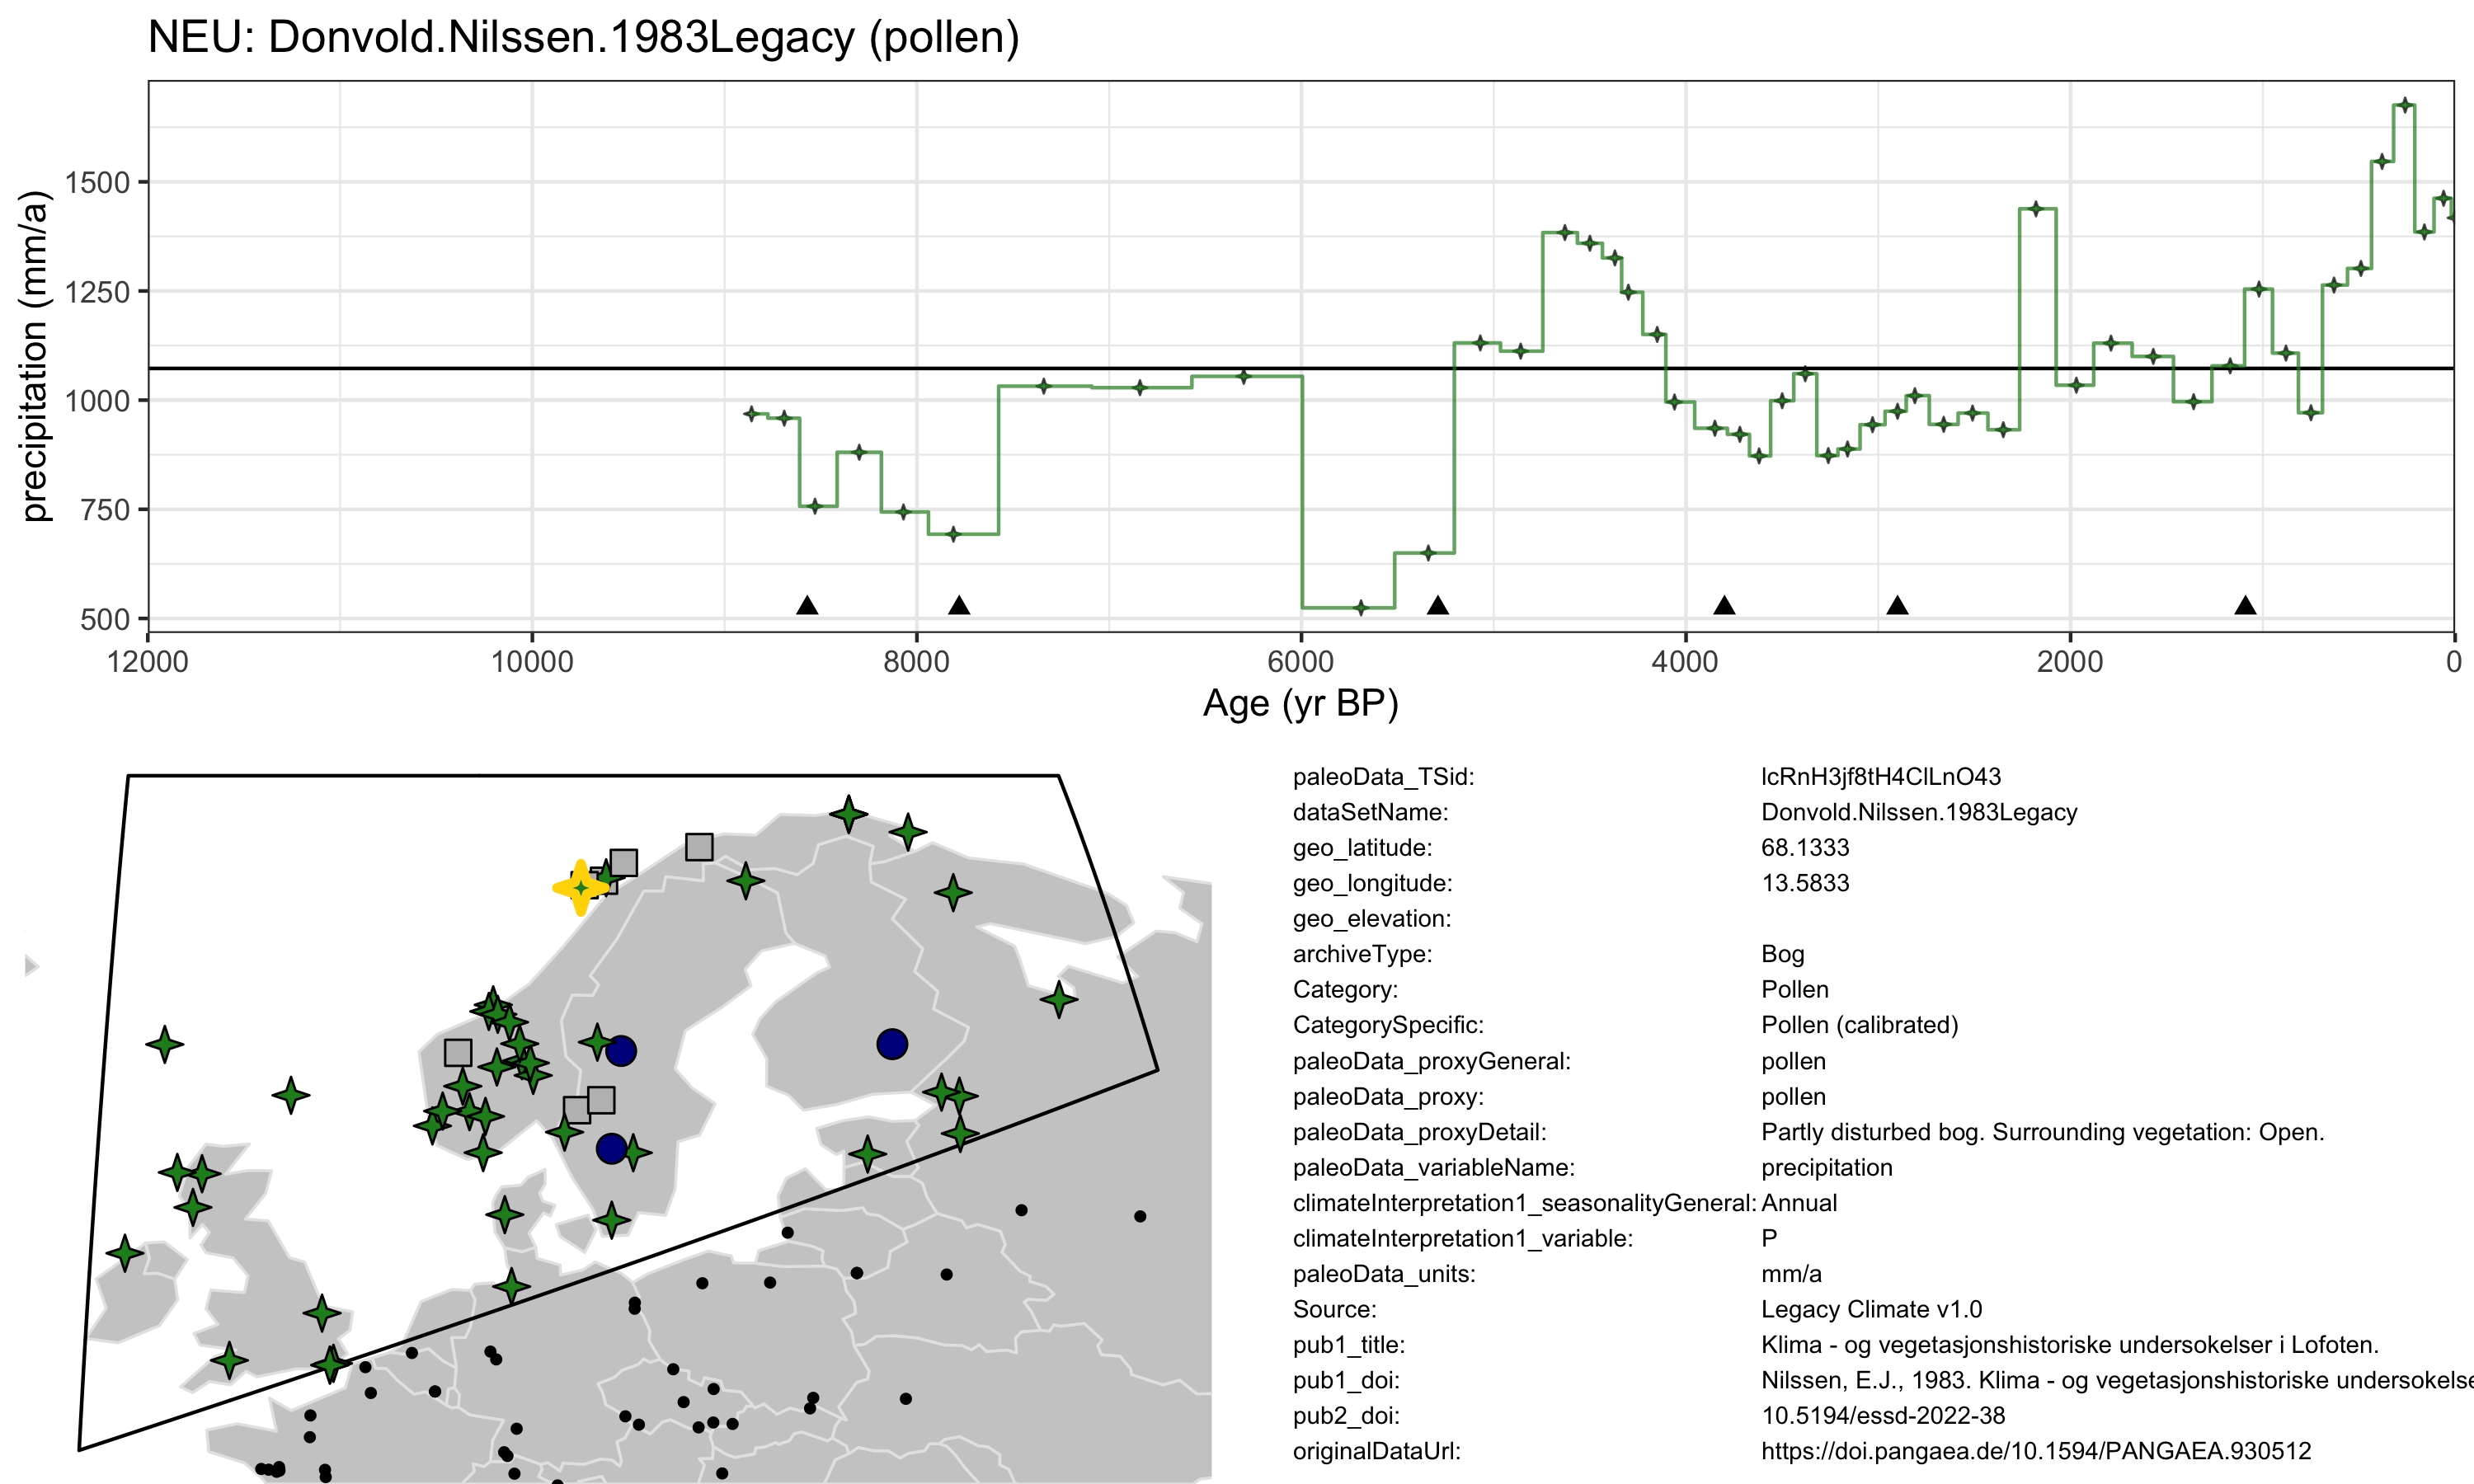 NEU: Donvold.Nilssen.1983Legacy (pollen)
precipitation (mm/a)
1500
1250
1000
750
500
12000 10000 8000 6000 4000 2000 0
Age (yr BP)
paleoData_TSid: lcRnH3jf8tH4ClLnO43
dataSetName: Donvold.Nilssen.1983Legacy
geo_latitude: 68.1333
geo_longitude: 13.5833
geo_elevation:
archiveType: Bog
Category: Pollen
CategorySpecific: Pollen (calibrated)
paleoData_proxyGeneral: pollen
paleoData_proxy: pollen
paleoData_proxyDetail: Partly disturbed bog. Surrounding vegetation: Open.
paleoData_variableName: precipitation
climateInterpretation1_seasonalityGeneral: Annual
climateInterpretation1_variable: P
paleoData_units: mm/a
Source: Legacy Climate v1.0
pub1_title: Klima - og vegetasjonshistoriske undersokelser i Lofoten.
pub1_doi: Nilssen, E.J., 1983. Klima - og vegetasjonshistoriske undersokelse
pub2_doi: 10.5194/essd-2022-38
originalDataUrl: https://doi.pangaea.de/10.1594/PANGAEA.930512